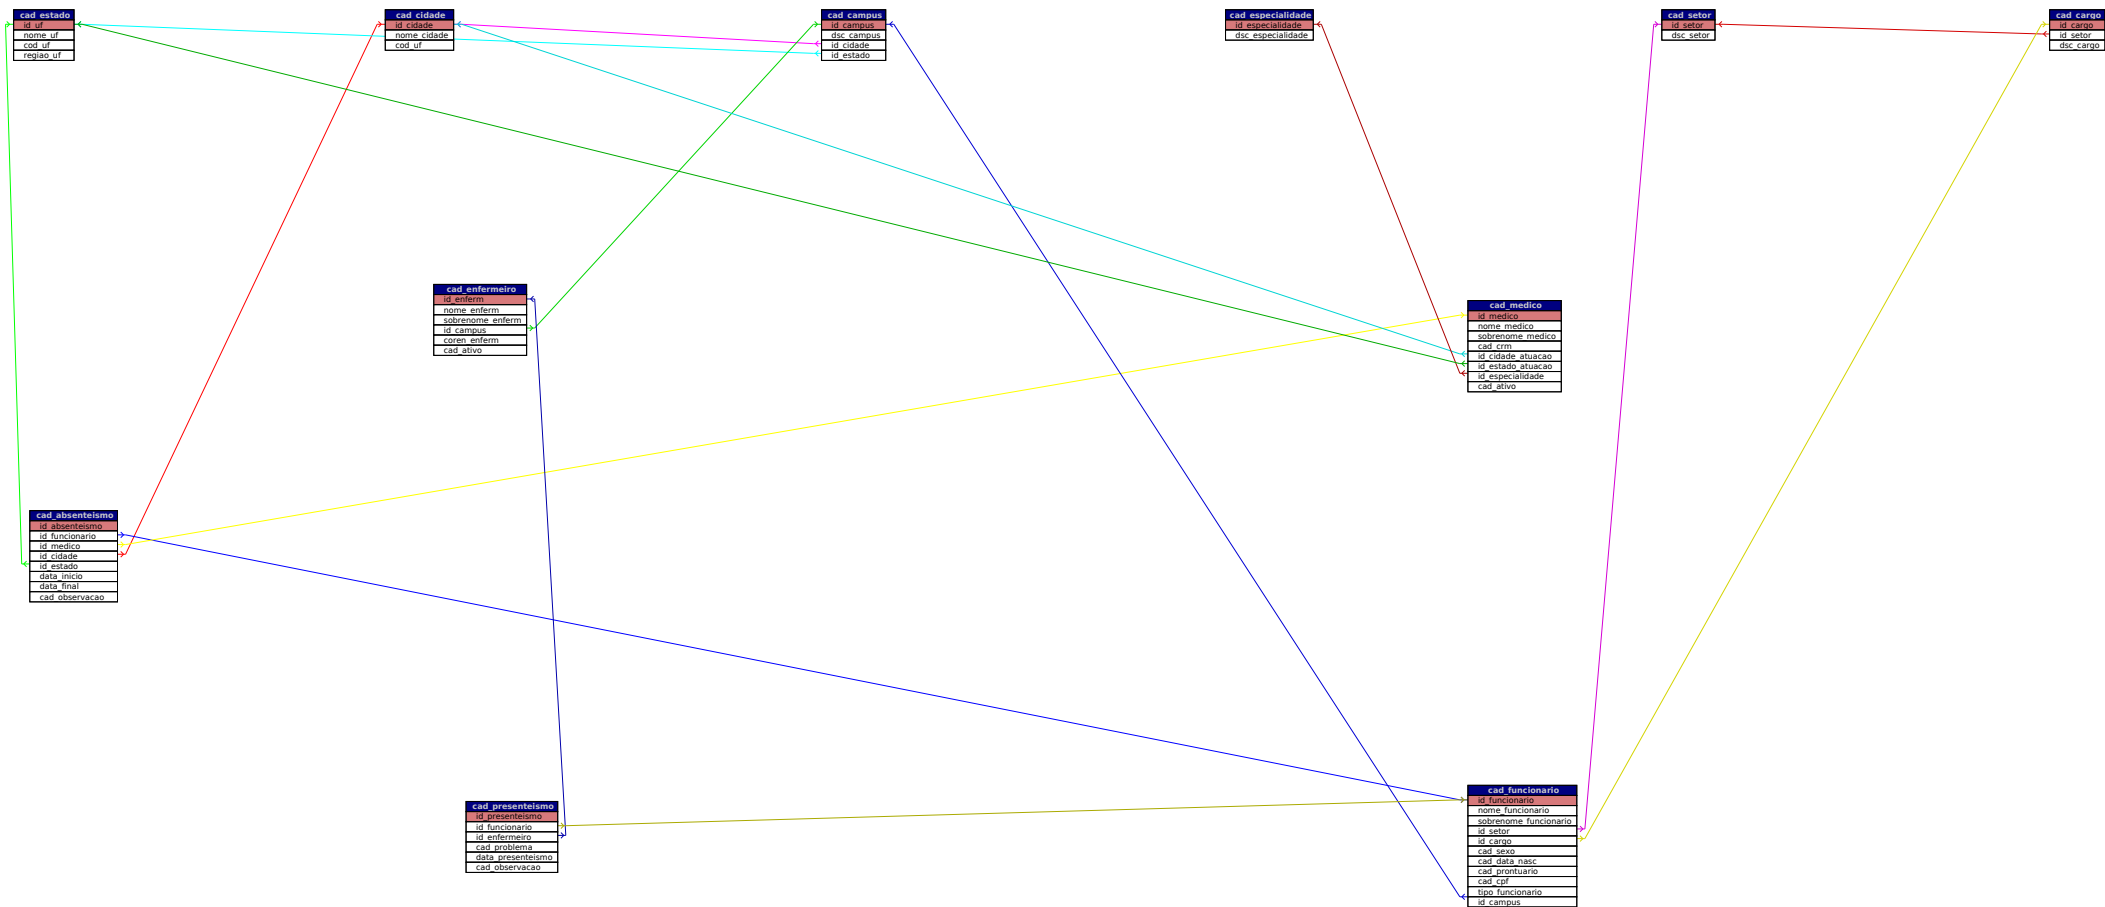 cad_estado
id_uf
nome_uf
cod_uf
regiao_uf
cad_cidade
id_cidade
nome_cidade
cod_uf
cad_campus
id_campus
dsc_campus
id_cidade
id_estado
cad_especialidade
id_especialidade
dsc_especialidade
cad_setor
id_setor
dsc_setor
cad_cargo
id_cargo
id_setor
dsc_cargo
cad_enfermeiro
id_enferm
nome_enferm
sobrenome_enferm
id_campus
coren_enferm
cad_ativo
cad_medico
id_medico
nome_medico
sobrenome_medico
cad_crm
id_cidade_atuacao
id_estado_atuacao
id_especialidade
cad_ativo
cad_absenteismo
id_absenteismo
id_funcionario
id_medico
id_cidade
id_estado
data_inicio
data_final
cad_observacao
cad_presenteismo
id_presenteismo
id_funcionario
id_enfermeiro
cad_problema
data_presenteismo
cad_observacao
cad_funcionario
id_funcionario
nome_funcionario
sobrenome_funcionario
id_setor
id_cargo
cad_sexo
cad_data_nasc
cad_prontuario
cad_cpf
tipo_funcionario
id_campus